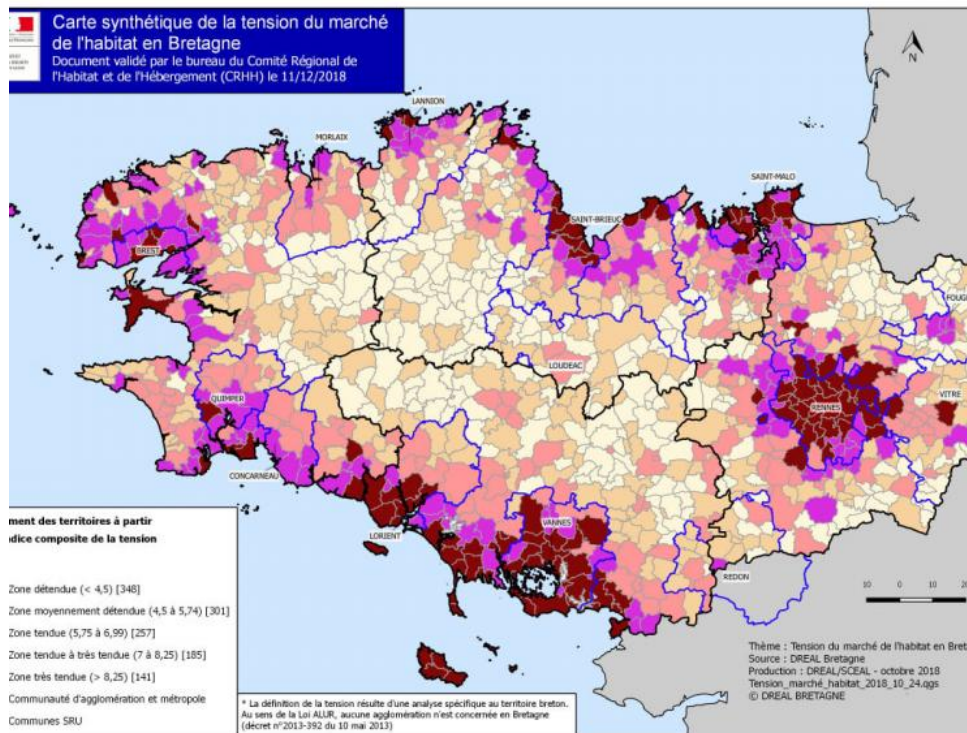 Carte synthétique de la tension du marché
de l'habitat en Bretagne
Document validé par le bureau du Comité Régional de
l'Habitat et de l'Hébergement (CRHH) le 11/12/2018
N
LANNION
MORLAIX
SAINT-MALO
SAINT-BRIEUC
BREST
FOUG
LOUDEAC
VITRE
RENNES
QUIMPER
CONCARNEAU
VANNES
LORIENT
REDON
ment des territoires à partir
ndice composite de la tension
Zone détendue (< 4,5) [348]
Zone moyennement détendue (4,5 à 5,74) [301]
Zone tendue (5,75 à 6,99) [257]
Zone tendue à très tendue (7 à 8,25) [185]
Zone très tendue (> 8,25) [141]
Communauté d'agglomération et métropole
Communes SRU
* La définition de la tension résulte d'une analyse spécifique au territoire breton.
Au sens de la Loi ALUR, aucune agglomération n'est concernée en Bretagne
(décret n°2013-392 du 10 mai 2013)
10 0 10 20
Thème : Tension du marché de l'habitat en Bret
Source : DREAL Bretagne
Production : DREAL/SCEAL - octobre 2018
Tension_marché_habitat_2018_10_24.qgs
© DREAL BRETAGNE